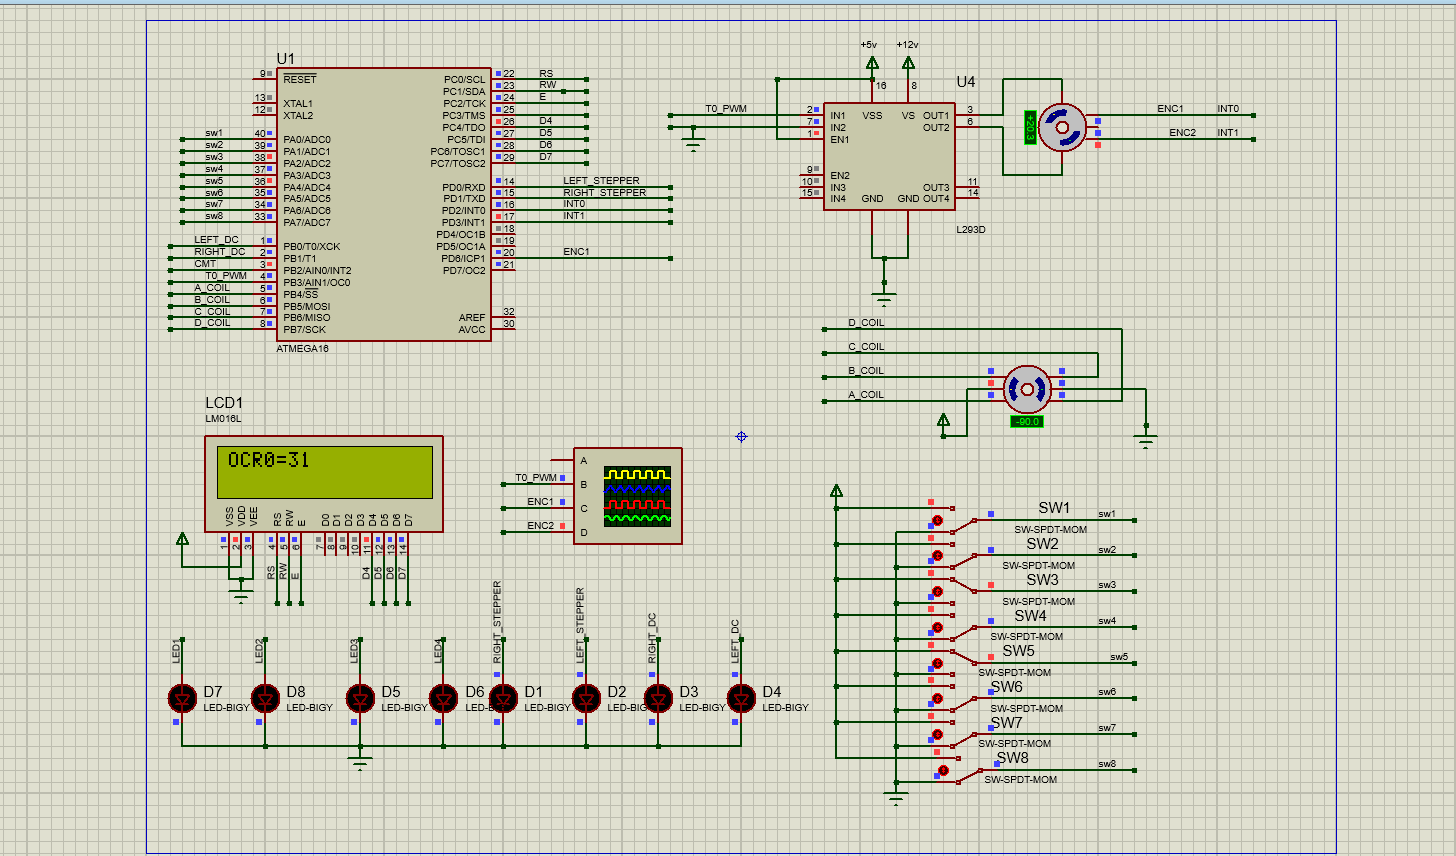 U1
9 RESET PC0/SCL 22 RS
PC1/SDA 23 RW
13 XTAL1 PC2/TCK 24 E
12 XTAL2 PC3/TMS 25
PC4/TDO 26 D4
sw1 40 PA0/ADC0 PC5/TDI 27 D5
sw2 39 PA1/ADC1 PC6/TOSC1 28 D6
sw3 38 PA2/ADC2 PC7/TOSC2 29 D7
sw4 37 PA3/ADC3
sw5 36 PA4/ADC4 PD0/RXD 14 LEFT_STEPPER
sw6 35 PA5/ADC5 PD1/TXD 15 RIGHT_STEPPER
sw7 34 PA6/ADC6 PD2/INT0 16 INT0
sw8 33 PA7/ADC7 PD3/INT1 17 INT1
PD4/OC1B 18
LEFT_DC 1 PB0/T0/XCK PD5/OC1A 19
RIGHT_DC 2 PB1/T1 PD6/ICP1 20 ENC1
CMT 3 PB2/AIN0/INT2 PD7/OC2 21
T0_PWM 4 PB3/AIN1/OC0
A_COIL 5 PB4/SS
B_COIL 6 PB5/MOSI
C_COIL 7 PB6/MISO AREF 32
D_COIL 8 PB7/SCK AVCC 30
ATMEGA16
+5v +12v
U4
16 8
T0_PWM 2 IN1 VSS VS OUT1 3
7 IN2 OUT2 6
1 EN1
9 EN2
10 IN3 OUT3 11
15 IN4 GND GND OUT4 14
L293D
+20.3
ENC1 INT0
ENC2 INT1
D_COIL
C_COIL
B_COIL
A_COIL
-90.0
LCD1
LM016L
OCR0=31
VSS VDD VEE RS RW E D0 D1 D2 D3 D4 D5 D6 D7
1 2 3 4 5 6 7 8 9 10 11 12 13 14
RS RW E D4 D5 D6 D7
A
T0_PWM B
ENC1 C
ENC2 D
LED1 LED2 LED3 LED4 RIGHT_STEPPER LEFT_STEPPER RIGHT_DC LEFT_DC
D7 D8 D5 D6 D1 D2 D3 D4
LED-BIGY LED-BIGY LED-BIGY LED-BIGY LED-BIGY LED-BIGY LED-BIGY LED-BIGY
SW1 sw1
SW-SPDT-MOM
SW2 sw2
SW-SPDT-MOM
SW3 sw3
SW-SPDT-MOM
SW4 sw4
SW-SPDT-MOM
SW5 sw5
SW-SPDT-MOM
SW6 sw6
SW-SPDT-MOM
SW7 sw7
SW-SPDT-MOM
SW8 sw8
SW-SPDT-MOM